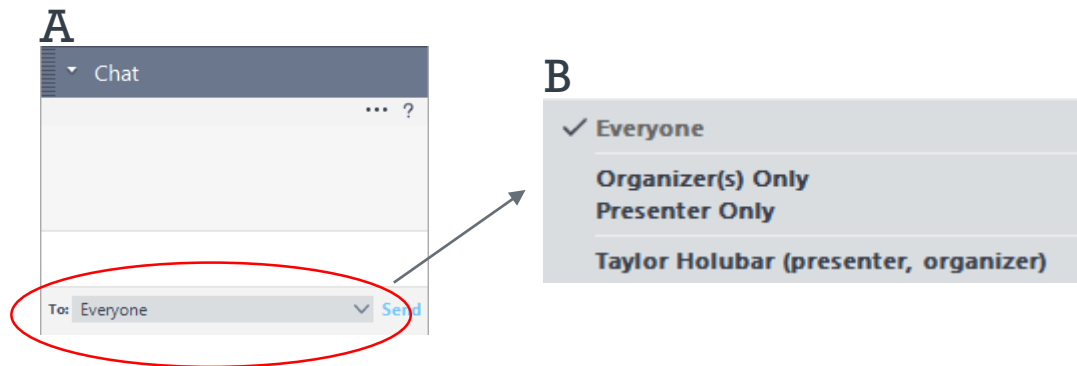 A
Chat
... ?
To: Everyone Send
B
Everyone
Organizer(s) Only
Presenter Only
Taylor Holubar (presenter, organizer)